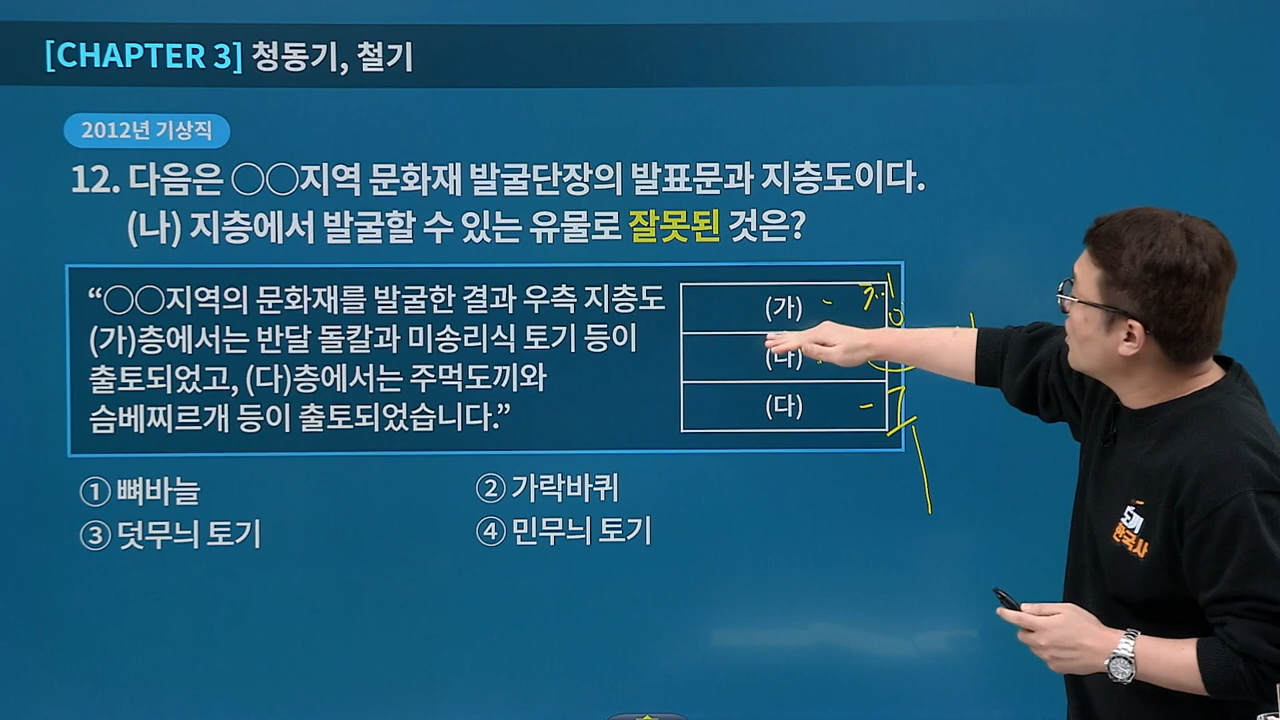 [CHAPTER 3] 청동기, 철기
2012년 기상직
12. 다음은 ○○지역 문화재 발굴단장의 발표문과 지층도이다.
(나) 지층에서 발굴할 수 있는 유물로 잘못된 것은?
“○○지역의 문화재를 발굴한 결과 우측 지층도
(가)층에서는 반달 돌칼과 미송리식 토기 등이
출토되었고, (다)층에서는 주먹도끼와
슴베찌르개 등이 출토되었습니다.”
(가)
(나)
(다)
① 뼈바늘
② 가락바퀴
③ 덧무늬 토기
④ 민무늬 토기
한국사